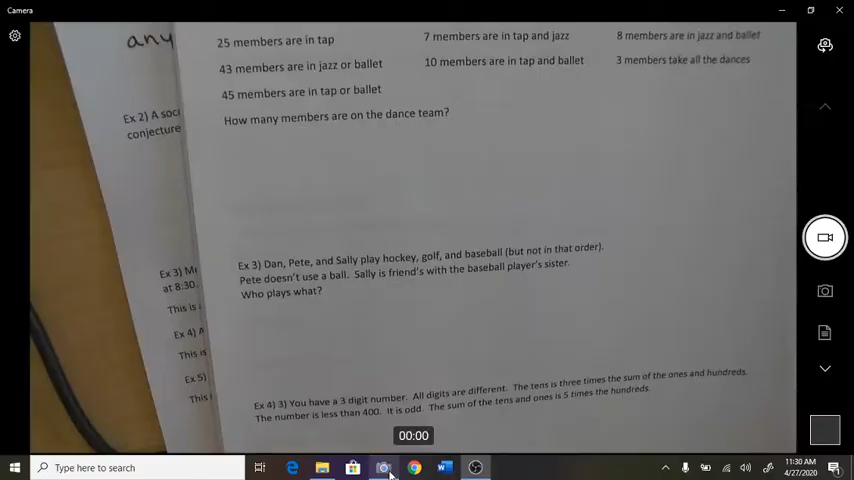 Camera
any
25 members are in tap
7 members are in tap and jazz
8 members are in jazz and ballet
43 members are in jazz or ballet
10 members are in tap and ballet
3 members take all the dances
45 members are in tap or ballet
How many members are on the dance team?
Ex 2) A soci
conjecture
Ex 3) Dan, Pete, and Sally play hockey, golf, and baseball (but not in that order).
Pete doesn't use a ball. Sally is friend's with the baseball player's sister.
Who plays what?
Ex 3)
at 8:30.
This is
Ex 4) A
This is
Ex 5)
This
Ex 4) 3) You have a 3 digit number. All digits are different. The tens is three times the sum of the ones and hundreds.
The number is less than 400. It is odd. The sum of the tens and ones is 5 times the hundreds.
00:00
Type here to search
11:30 AM
4/27/2020